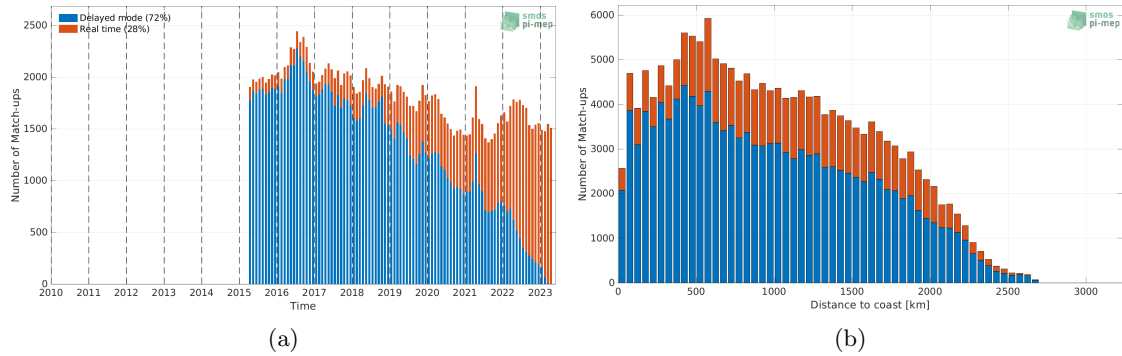 Delayed mode (72%)
Real time (28%)
smos
pi-mep
Number of Match-ups
2500
2000
1500
1000
500
0
2010 2011 2012 2013 2014 2015 2016 2017 2018 2019 2020 2021 2022 2023
Time
(a)
smos
pi-mep
Number of Match-ups
6000
5000
4000
3000
2000
1000
0
0 500 1000 1500 2000 2500 3000
Distance to coast [km]
(b)